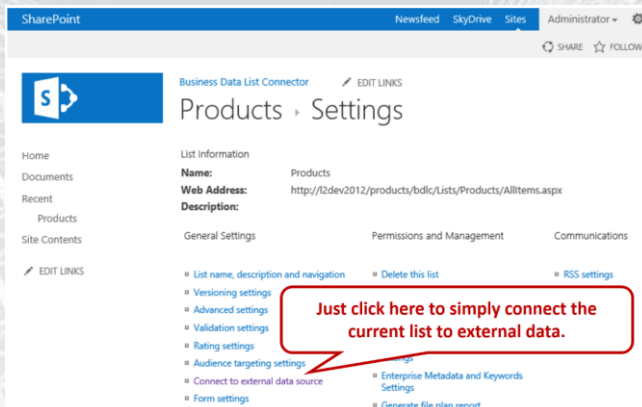 SharePoint
Newsfeed SkyDrive Sites Administrator
SHARE FOLLOW
Business Data List Connector EDIT LINKS
Products Settings
S
Home
Documents
Recent
Products
Site Contents
EDIT LINKS
List Information
Name: Products
Web Address: http://l2dev2012/products/bdlc/Lists/Products/AllItems.aspx
Description:
General Settings
List name, description and navigation
Versioning settings
Advanced settings
Validation settings
Rating settings
Audience targeting settings
Connect to external data source
Form settings
Permissions and Management
Delete this list
Enterprise Metadata and Keywords
Settings
Generate file plan report
Communications
RSS settings
Just click here to simply connect the
current list to external data.